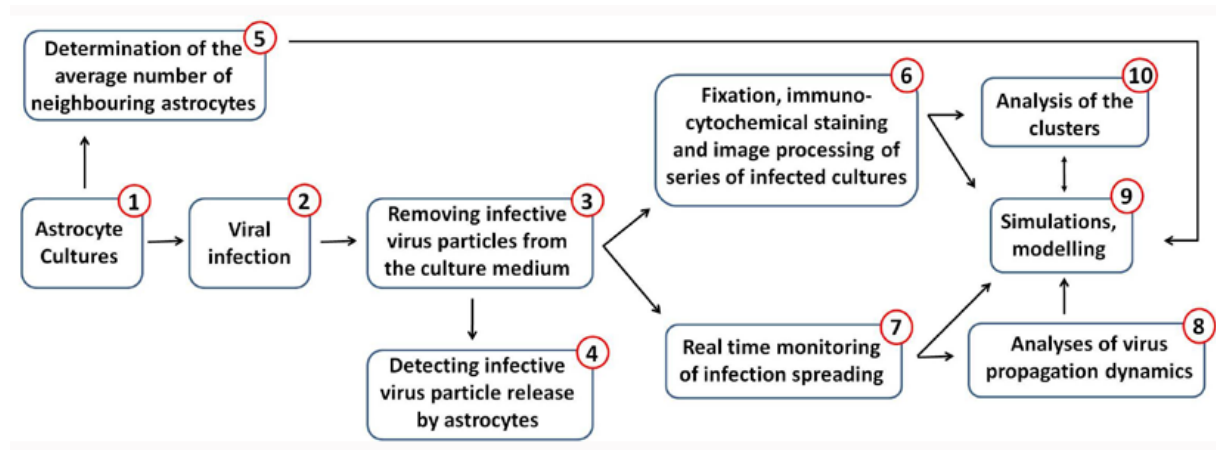 5
Determination of the
average number of
neighbouring astrocytes
1
Astrocyte
Cultures
2
Viral
infection
3
Removing infective
virus particles from
the culture medium
4
Detecting infective
virus particle release
by astrocytes
6
Fixation, immuno-
cytochemical staining
and image processing of
series of infected cultures
7
Real time monitoring
of infection spreading
10
Analysis of the
clusters
9
Simulations,
modelling
8
Analyses of virus
propagation dynamics